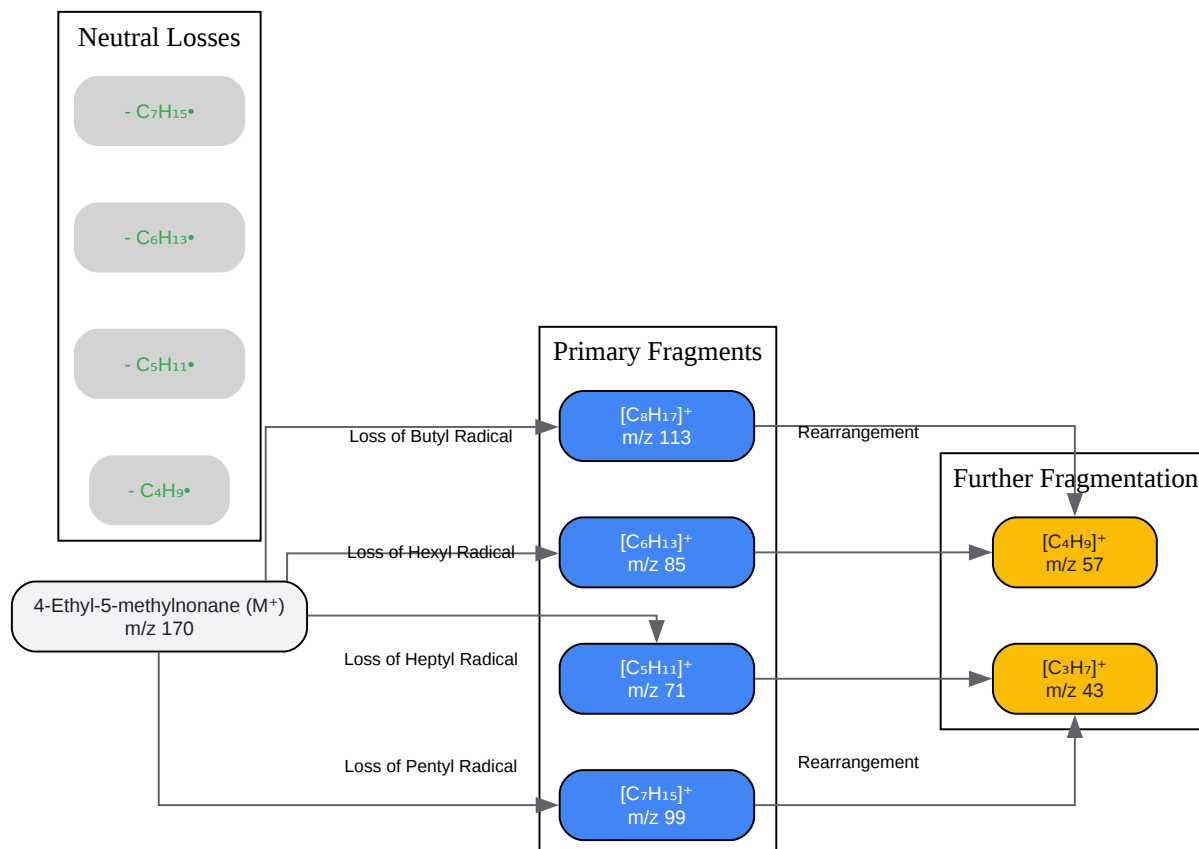 Neutral Losses
- C₇H₁₅•
- C₆H₁₃•
- C₅H₁₁•
- C₄H₉•
4-Ethyl-5-methylnonane (M⁺)
m/z 170
Loss of Butyl Radical
Loss of Hexyl Radical
Loss of Heptyl Radical
Loss of Pentyl Radical
Primary Fragments
[C₈H₁₇]⁺
m/z 113
[C₆H₁₃]⁺
m/z 85
[C₅H₁₁]⁺
m/z 71
[C₇H₁₅]⁺
m/z 99
Rearrangement
Rearrangement
Further Fragmentation
[C₄H₉]⁺
m/z 57
[C₃H₇]⁺
m/z 43